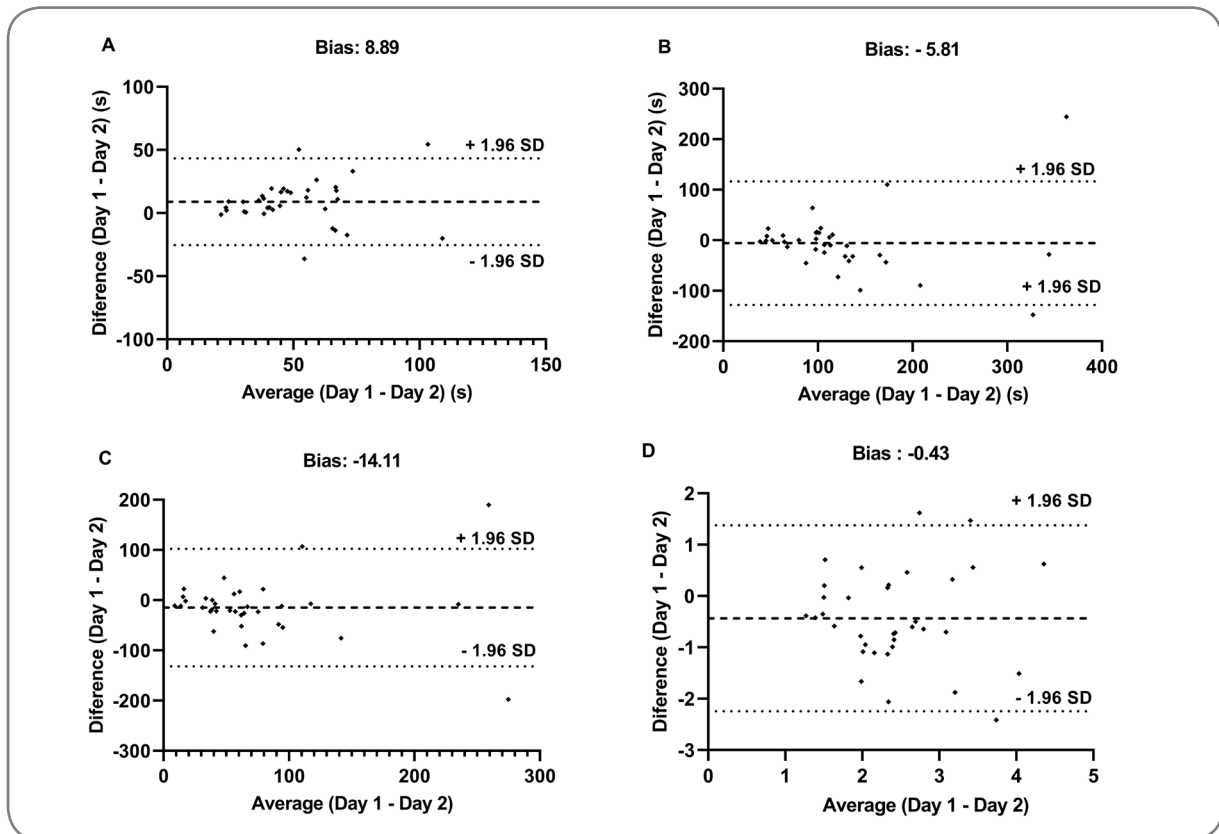 A
Bias: 8.89
Diference (Day 1 - Day 2) (s)
100
50
0
-50
-100
+ 1.96 SD
- 1.96 SD
0
50
100
150
Average (Day 1 - Day 2) (s)
B
Bias: - 5.81
Diference (Day 1 - Day 2) (s)
300
200
100
0
-100
-200
+ 1.96 SD
+ 1.96 SD
0
100
200
300
400
Average (Day 1 - Day 2) (s)
C
Bias: -14.11
Diference (Day 1 - Day 2)
200
100
0
-100
-200
-300
+ 1.96 SD
- 1.96 SD
0
100
200
300
Average (Day 1 - Day 2)
D
Bias : -0.43
Diference (Day 1 - Day 2)
2
1
0
-1
-2
-3
+ 1.96 SD
- 1.96 SD
0
1
2
3
4
5
Average (Day 1 - Day 2)